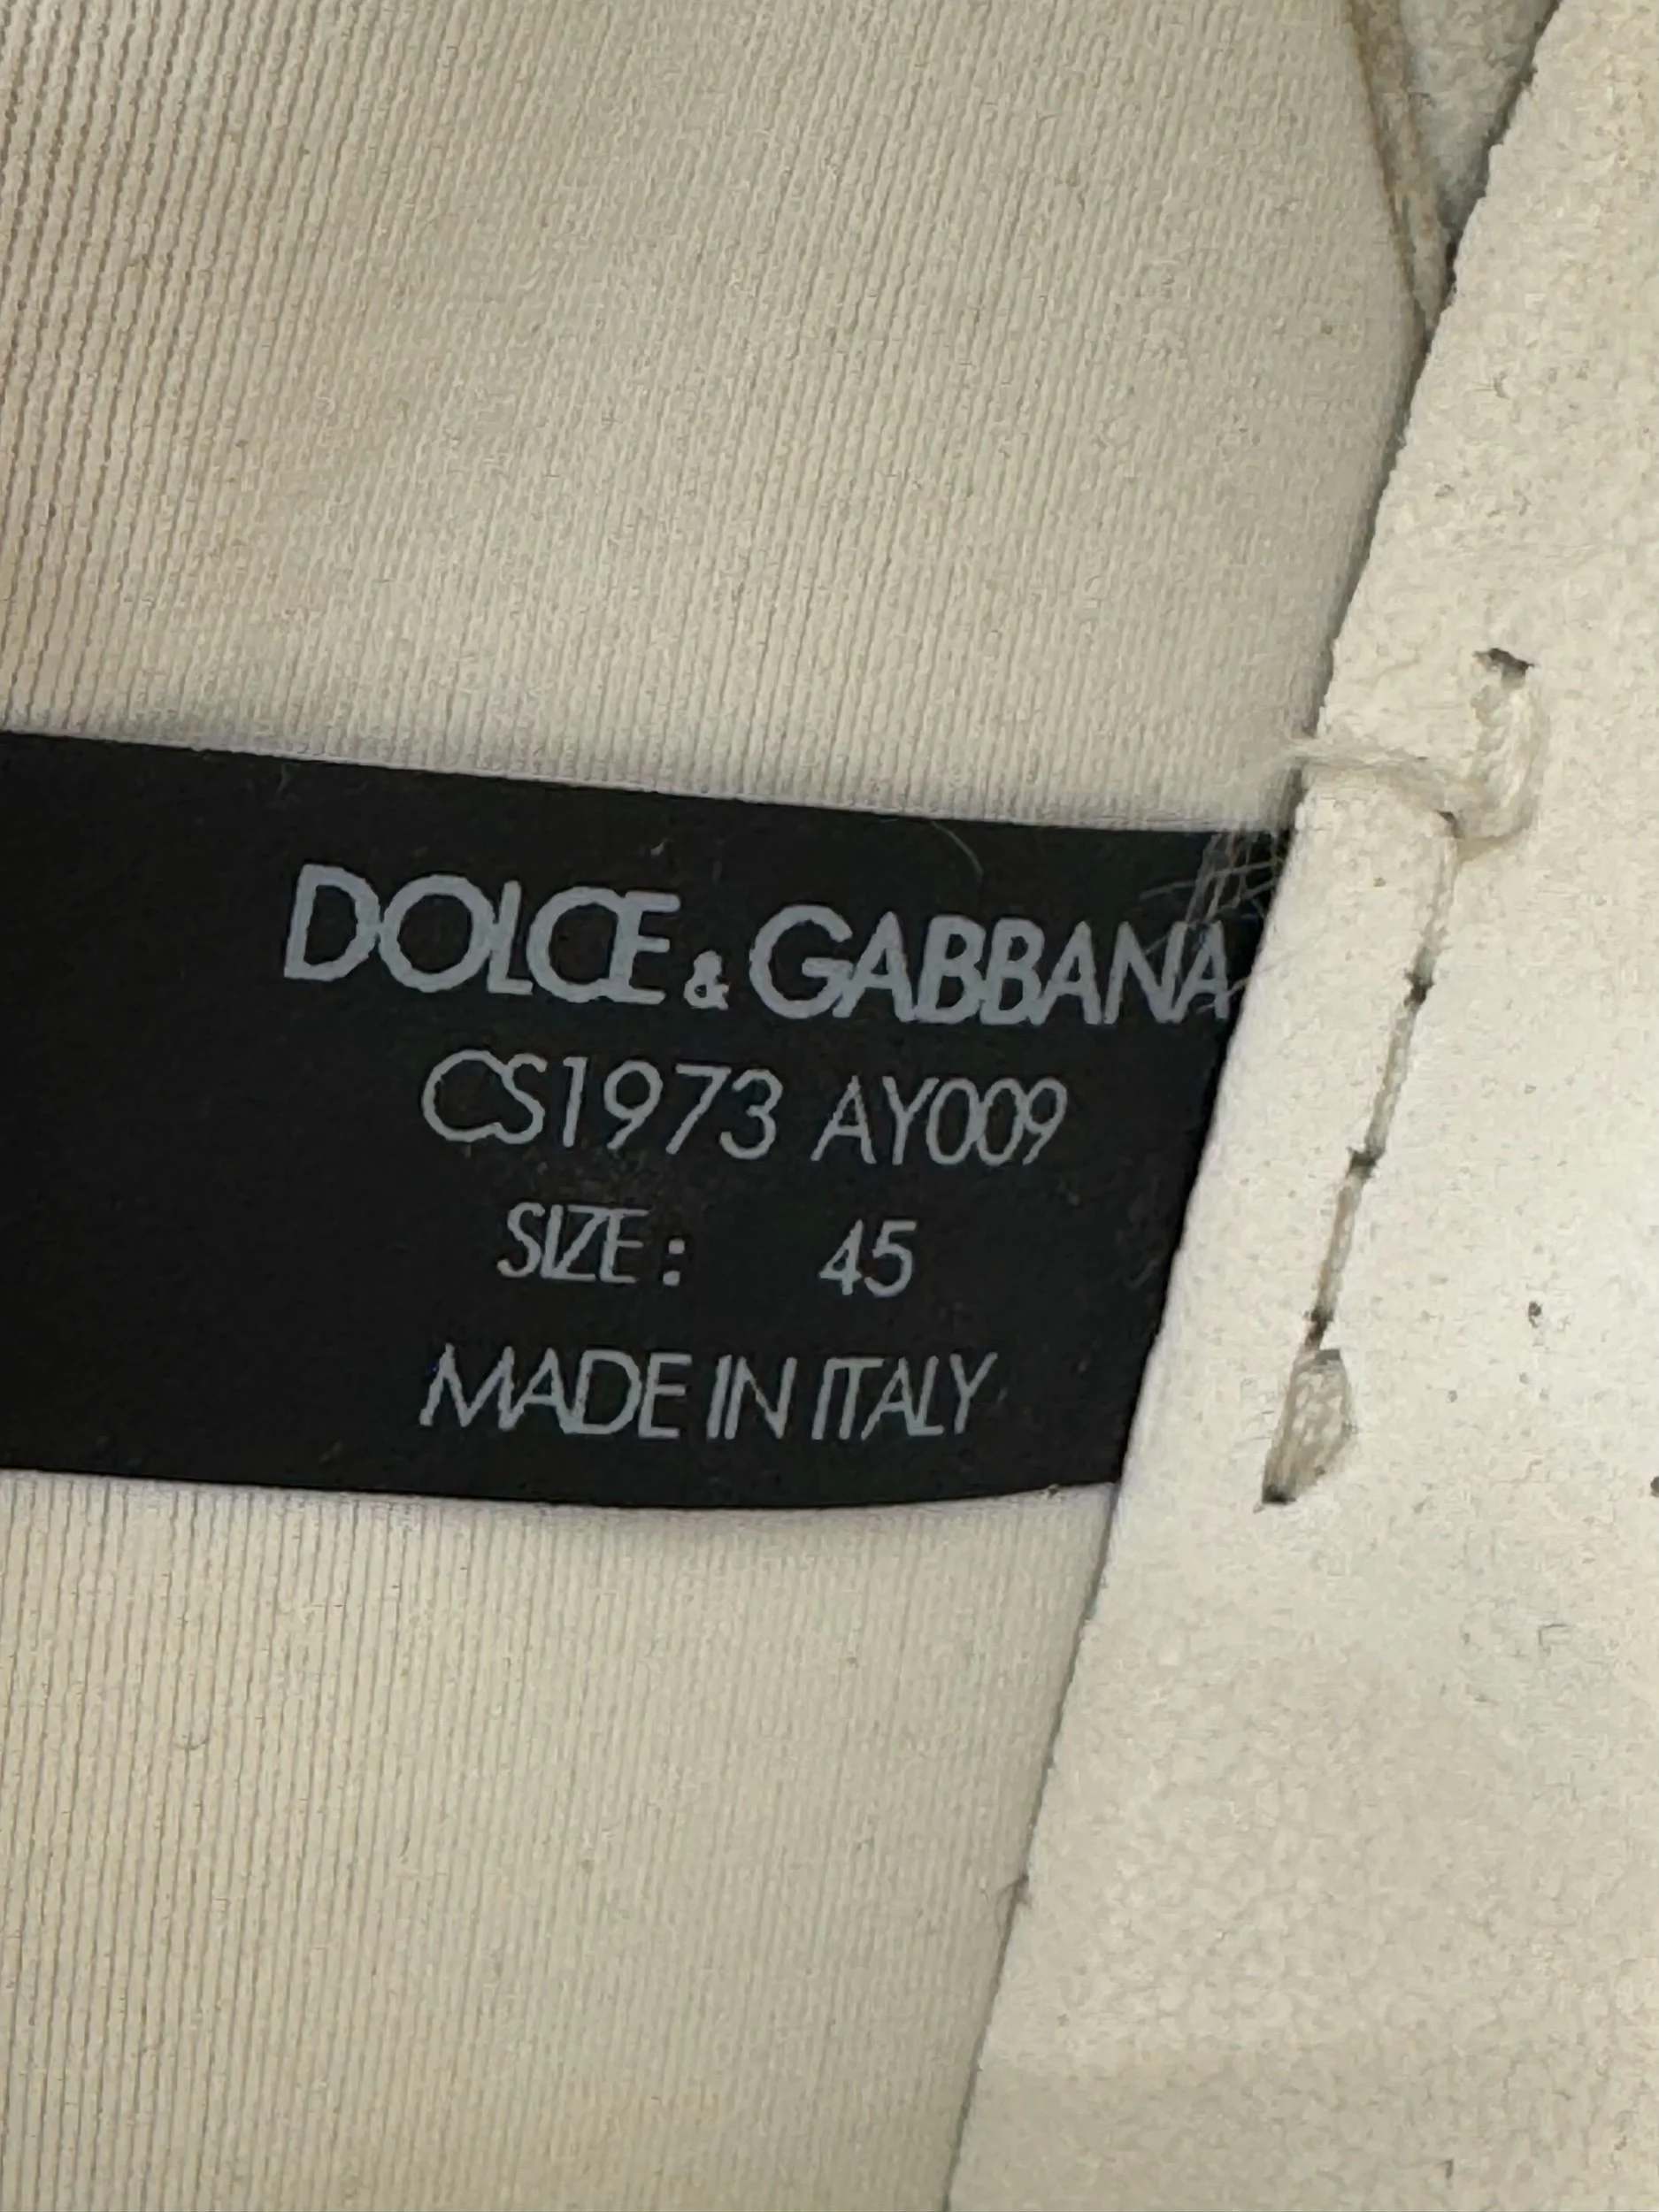 DOLCE & GABBANA
CS1973 AY009
SIZE: 45
MADE IN ITALY